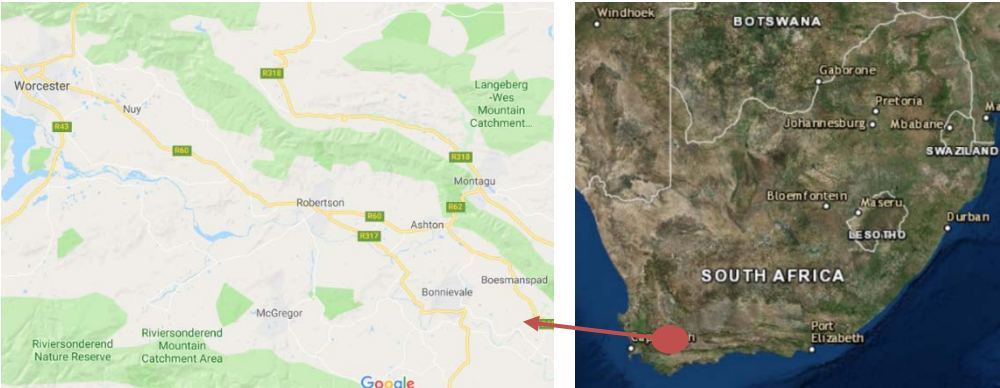 Worcester
Nuy
R43
R60
R318
Langeberg
-Wes
Mountain
Catchment...
R318
Montagu
R62
Robertson
R60
R317
Ashton
Boesmanspad
Bonnievale
McGregor
Riviersonderend
Nature Reserve
Riviersonderend
Mountain
Catchment Area
Google
Windhoek
BOTSWANA
Gaborone
Pretoria
Johannesburg
Mbabane
SWAZILAND
Bloemfontein
Maseru
LESOTHO
Durban
SOUTH AFRICA
Port
Elizabeth